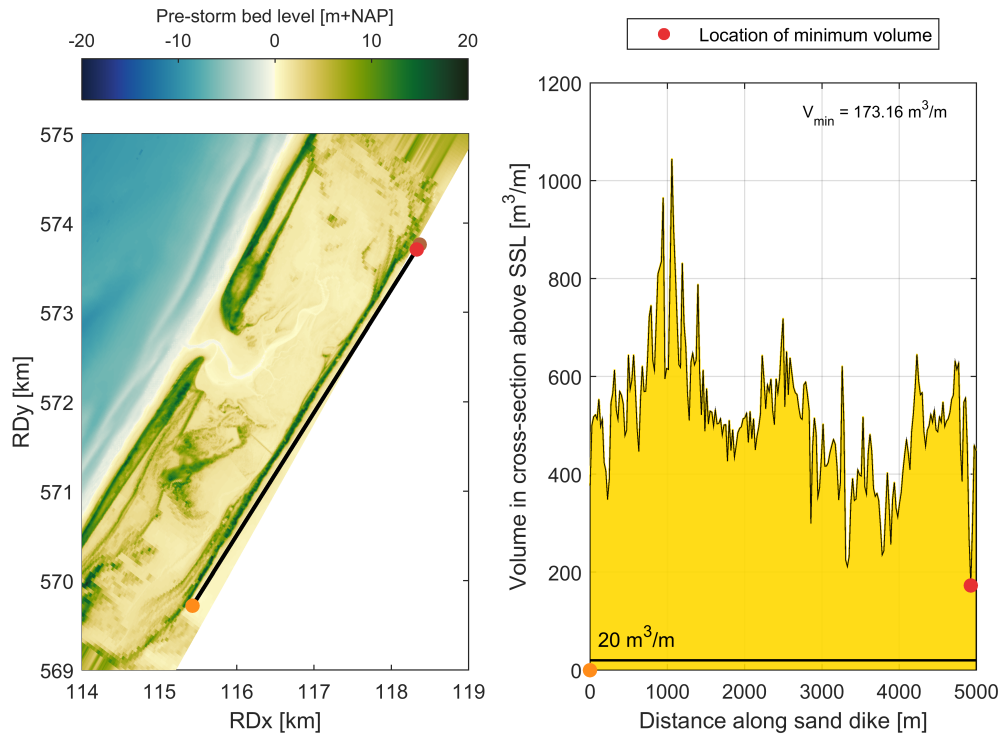 Pre-storm bed level [m+NAP]
-20 -10 0 10 20
575
574
573
572
571
570
569
RDy [km]
114 115 116 117 118 119
RDx [km]
Location of minimum volume
Vmin = 173.16 m³/m
1200
1000
800
600
400
200
0
Volume in cross-section above SSL [m³/m]
20 m³/m
0 1000 2000 3000 4000 5000
Distance along sand dike [m]